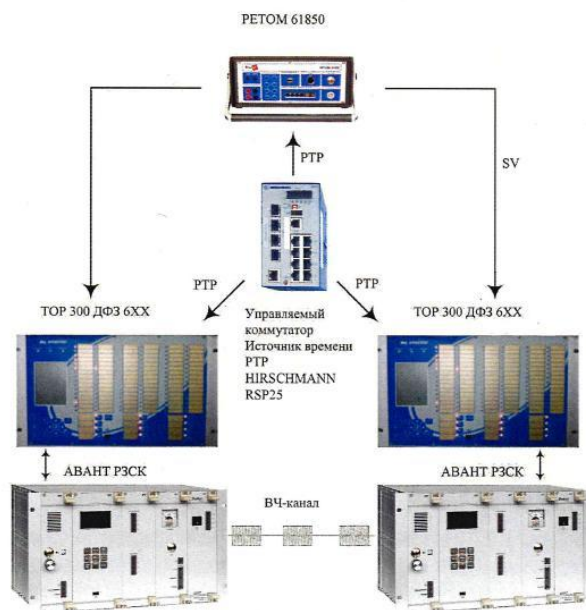 РЕТОМ 61850
PTP
SV
PTP
PTP
ТОР 300 ДФЗ 6ХХ
ТОР 300 ДФЗ 6ХХ
Управляемый
коммутатор
Источник времени
PTP
HIRSCHMANN
RSP25
АВАНТ РЗСК
АВАНТ РЗСК
ВЧ-канал